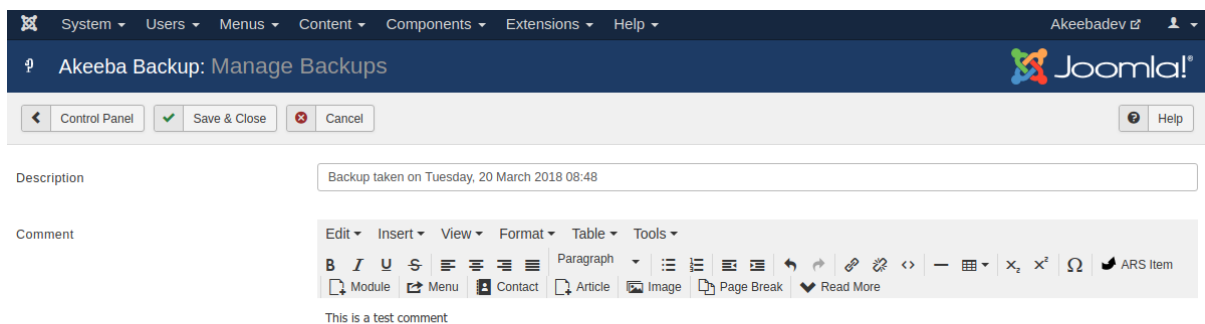 System Users Menus Content Components Extensions Help Akeebadev
Akeeba Backup: Manage Backups Joomla!®
Control Panel Save & Close Cancel Help
Description Backup taken on Tuesday, 20 March 2018 08:48
Comment Edit Insert View Format Table Tools
B I U S Paragraph X₂ X² Ω ARS Item
Module Menu Contact Article Image Page Break Read More
This is a test comment